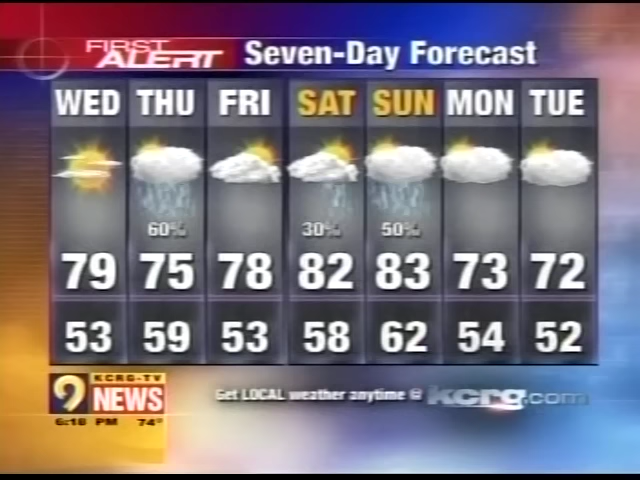 FIRST ALERT Seven-Day Forecast
WED THU FRI SAT SUN MON TUE
60% 30% 50%
79 75 78 82 83 73 72
53 59 53 58 62 54 52
9 KCRG-TV
NEWS
Get LOCAL weather anytime @ kcrg.com
6:18 PM 74°